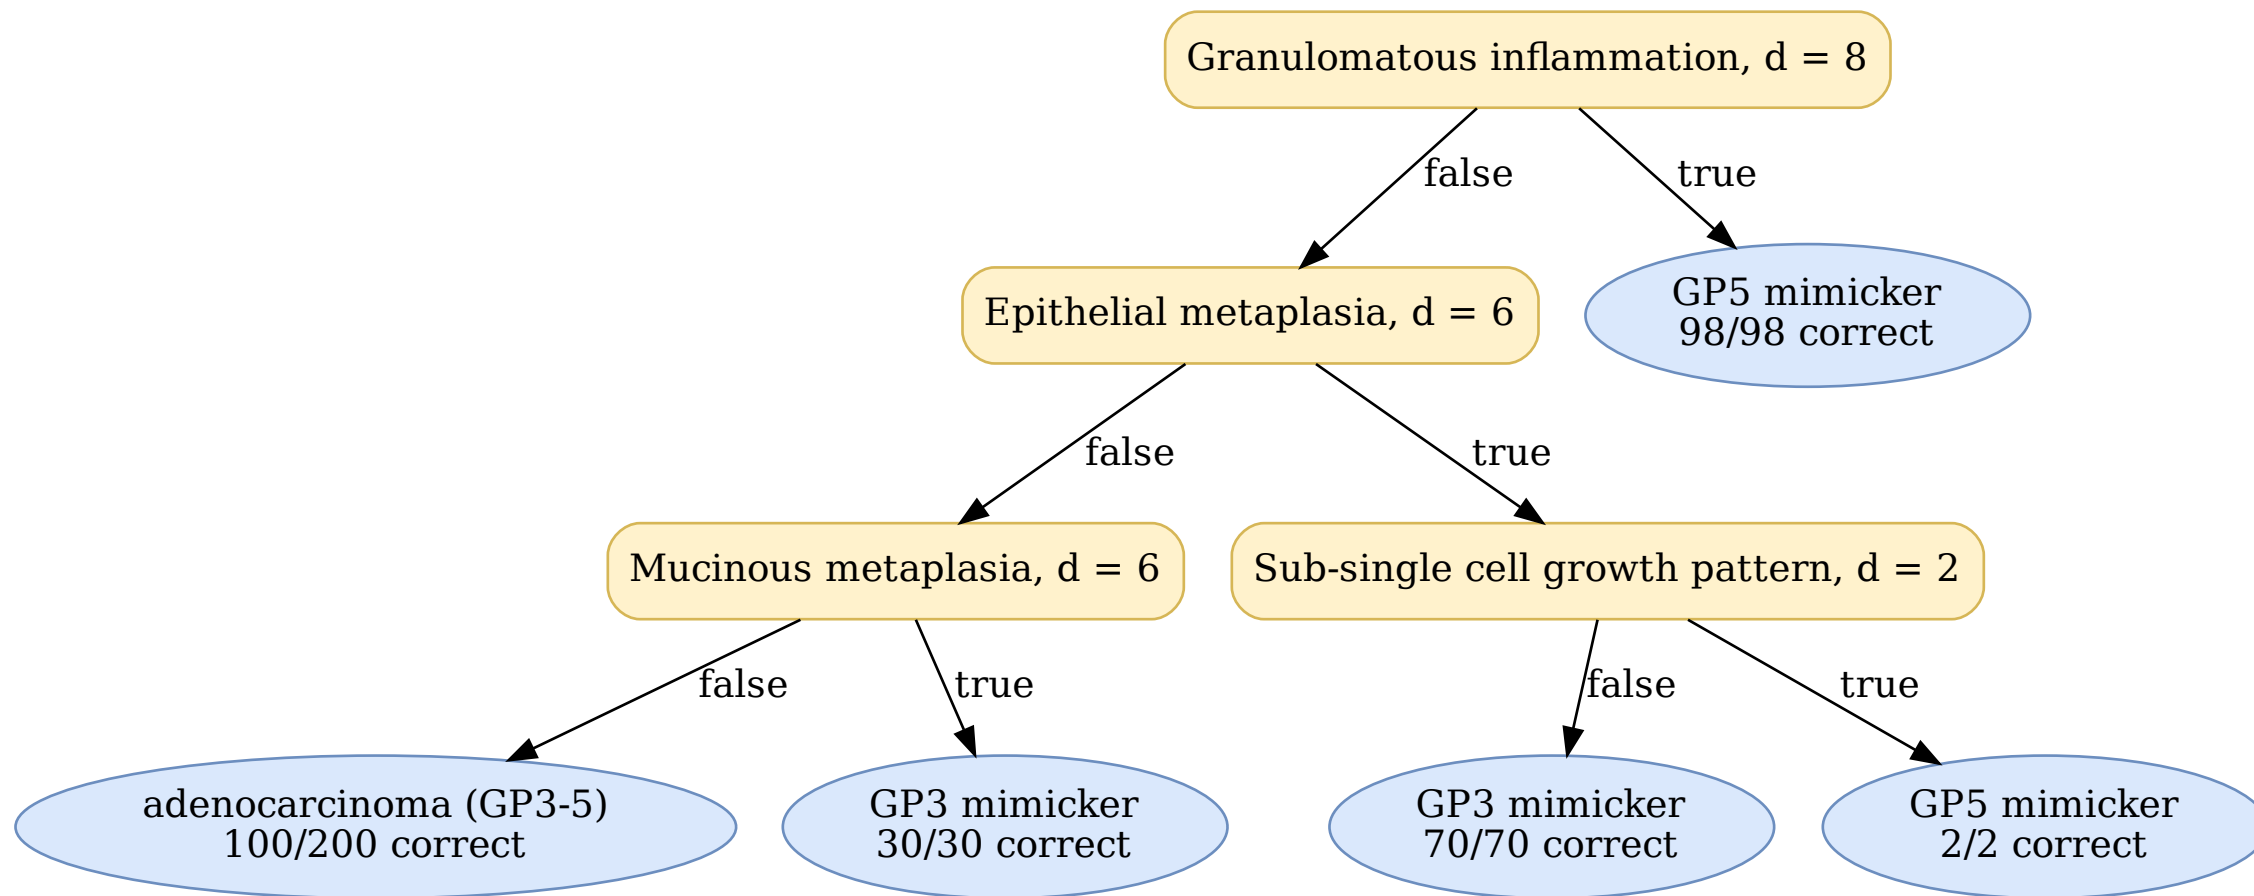 Granulomatous inflammation, d = 8
false
true
Epithelial metaplasia, d = 6
GP5 mimicker
98/98 correct
false
true
Mucinous metaplasia, d = 6
Sub-single cell growth pattern, d = 2
false
true
false
true
adenocarcinoma (GP3-5)
100/200 correct
GP3 mimicker
30/30 correct
GP3 mimicker
70/70 correct
GP5 mimicker
2/2 correct